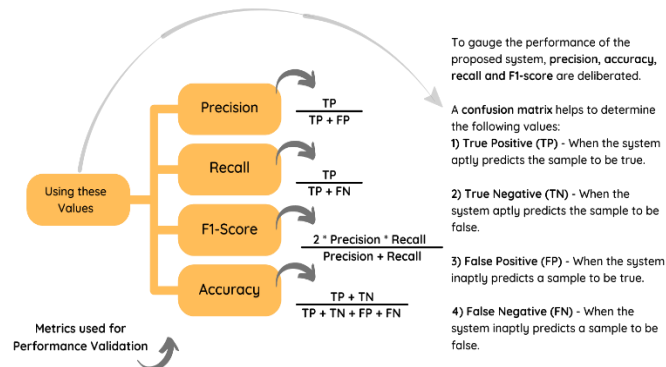 Using these
Values
Precision
TP
TP + FP
Recall
TP
TP + FN
F1-Score
2 * Precision * Recall
Precision + Recall
Accuracy
TP + TN
TP + TN + FP + FN
Metrics used for
Performance Validation
To gauge the performance of the
proposed system, precision, accuracy,
recall and F1-score are deliberated.
A confusion matrix helps to determine
the following values:
1) True Positive (TP) - When the system
aptly predicts the sample to be true.
2) True Negative (TN) - When the
system aptly predicts the sample to be
false.
3) False Positive (FP) - When the system
inaptly predicts a sample to be true.
4) False Negative (FN) - When the
system inaptly predicts a sample to be
false.